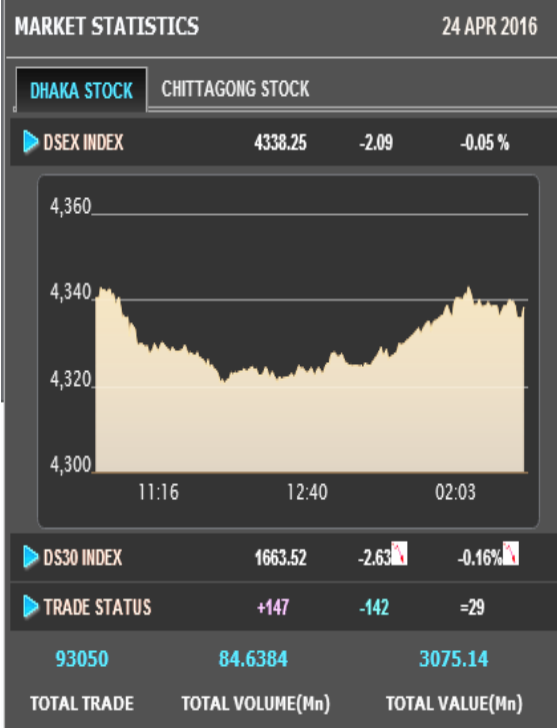 MARKET STATISTICS 24 APR 2016
DHAKA STOCK CHITTAGONG STOCK
DSEX INDEX 4338.25 -2.09 -0.05 %
4,360
4,340
4,320
4,300
11:16 12:40 02:03
DS30 INDEX 1663.52 -2.63 -0.16%
TRADE STATUS +147 -142 =29
93050 84.6384 3075.14
TOTAL TRADE TOTAL VOLUME(Mn) TOTAL VALUE(Mn)